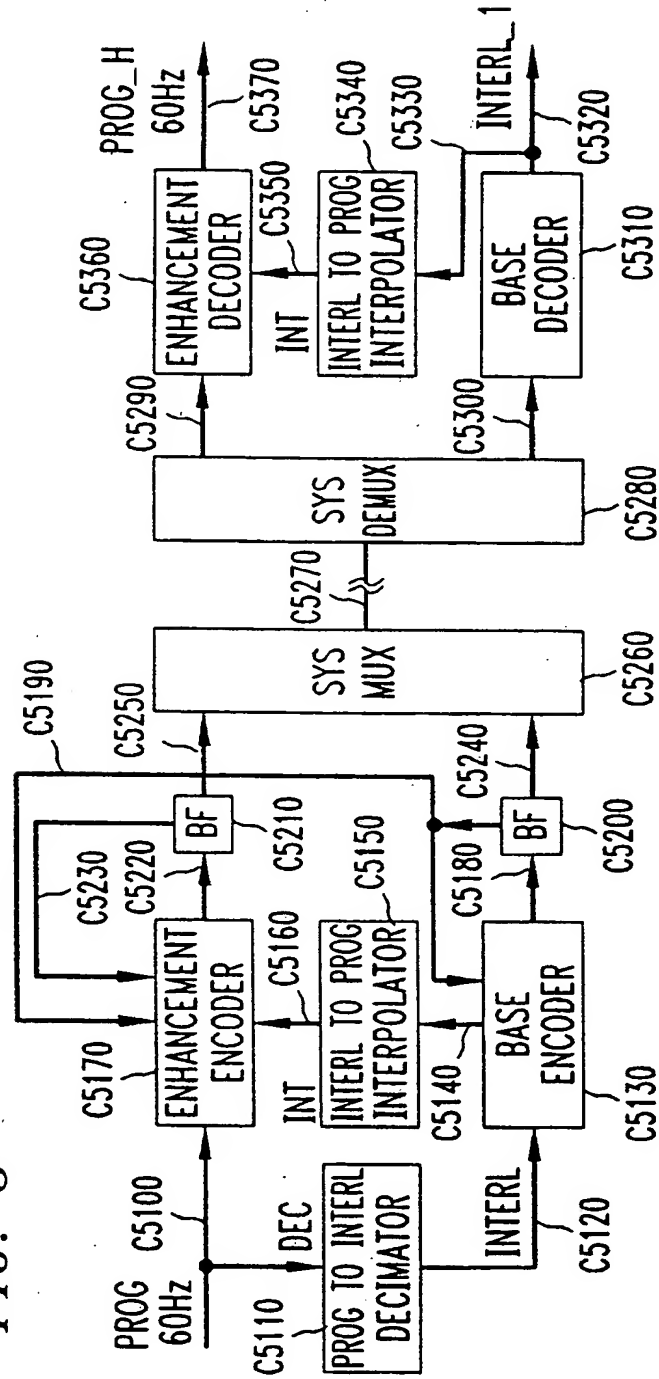 PROG
60Hz
C5100
DEC
C5110
PROG TO INTERL
DECIMATOR
INTERL
C5120
C5170
ENHANCEMENT
ENCODER
C5160
INT
INTERL TO PROG
INTERPOLATOR
C5150
C5140
BASE
ENCODER
C5130
C5190
C5230
C5220
BF
C5210
C5250
C5180
BF
C5200
C5240
SYS
MUX
C5260
C5270
SYS
DEMUX
C5280
C5290
C5300
C5360
ENHANCEMENT
DECODER
C5350
INT
INTERL TO PROG
INTERPOLATOR
C5340
C5330
BASE
DECODER
C5310
PROG_H
60Hz
C5370
INTERL_1
C5320